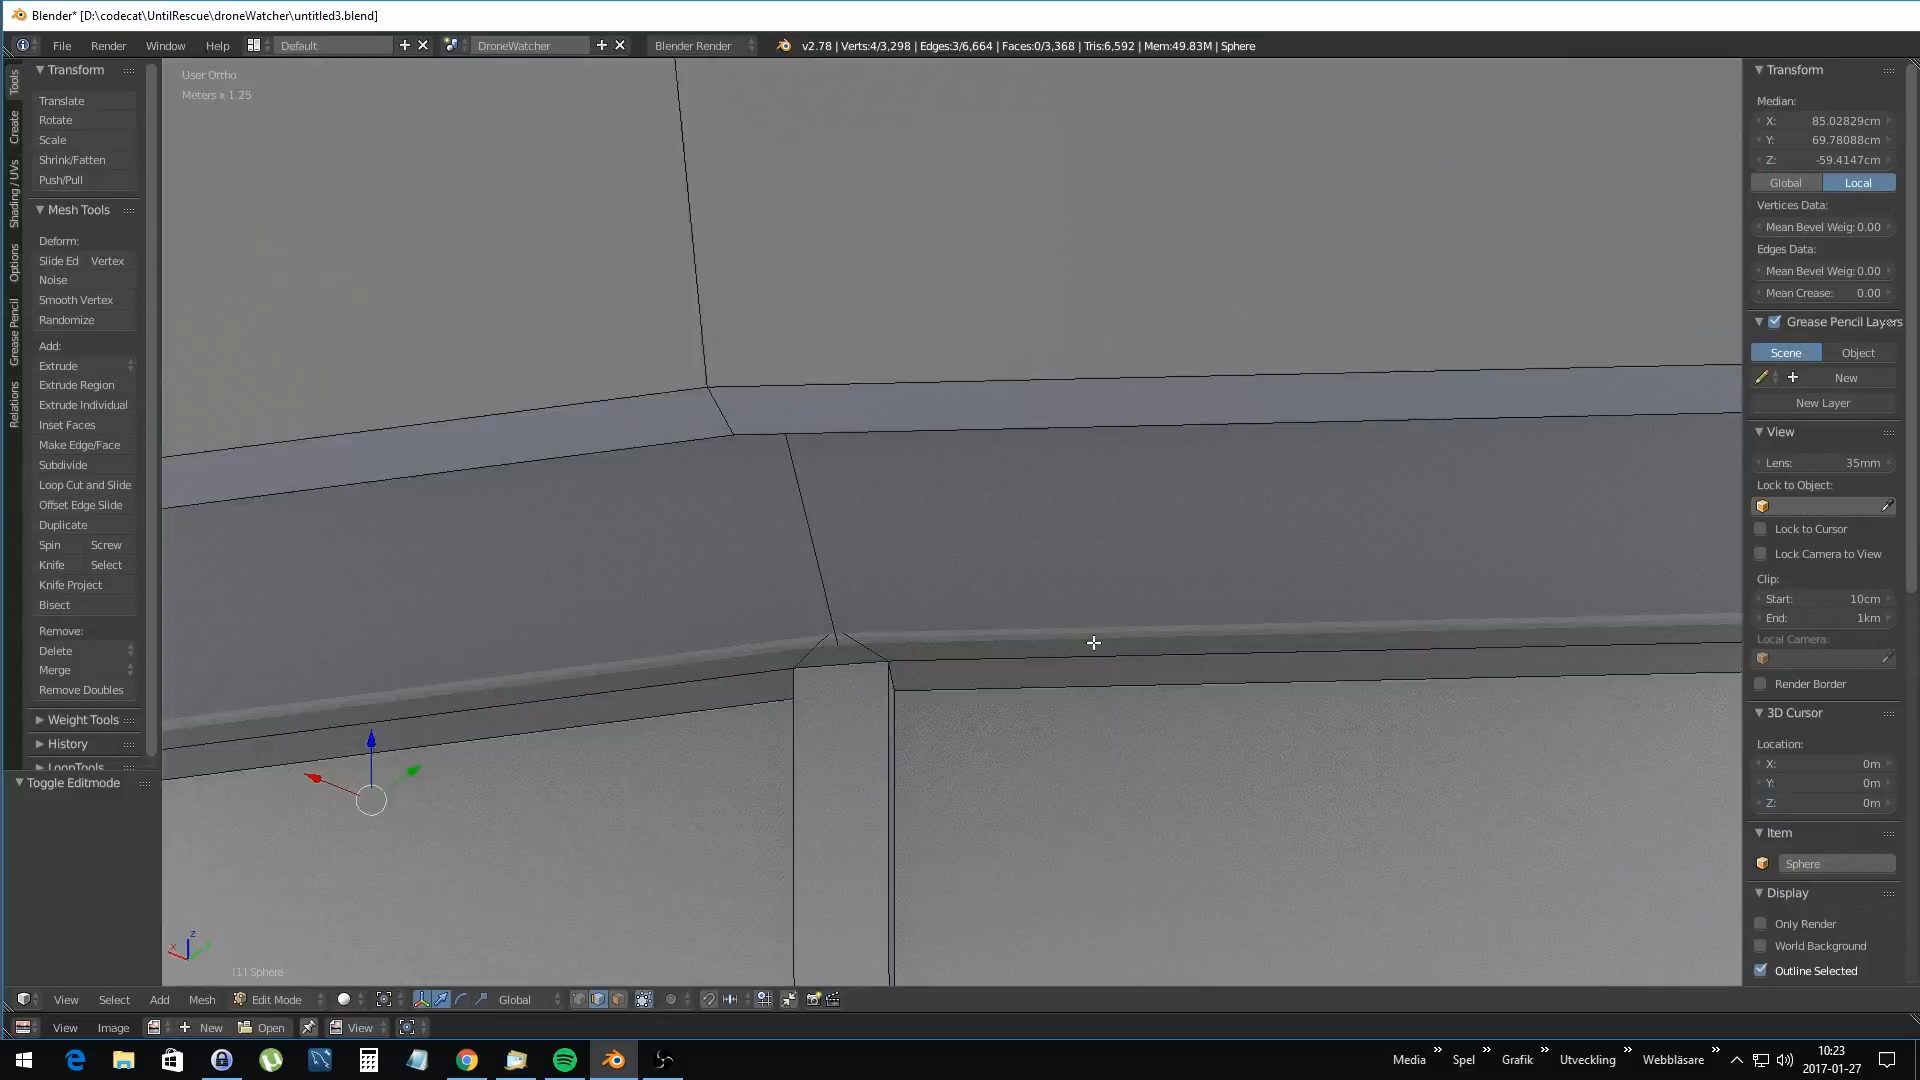 Blender* [D:\codecat\UntilRescue\droneWatcher\untitled3.blend]
File Render Window Help Default DroneWatcher Blender Render v2.78 | Verts:4/3,298 | Edges:3/6,664 | Faces:0/3,368 | Tris:6,592 | Mem:49.83M | Sphere
Tools
Create
Shading / UVs
Options
Grease Pencil
Relations
Transform
Translate
Rotate
Scale
Shrink/Fatten
Push/Pull
Mesh Tools
Deform:
Slide Ed Vertex
Noise
Smooth Vertex
Randomize
Add:
Extrude
Extrude Region
Extrude Individual
Inset Faces
Make Edge/Face
Subdivide
Loop Cut and Slide
Offset Edge Slide
Duplicate
Spin Screw
Knife Select
Knife Project
Bisect
Remove:
Delete
Merge
Remove Doubles
Weight Tools
History
LoopTools
Toggle Editmode
User Ortho
Meters x 1.25
z
x
(1) Sphere
Transform
Median:
X: 85.02829cm
Y: 69.78088cm
Z: -59.4147cm
Global Local
Vertices Data:
Mean Bevel Weig: 0.00
Edges Data:
Mean Bevel Weig: 0.00
Mean Crease: 0.00
Grease Pencil Layers
Scene Object
New
New Layer
View
Lens: 35mm
Lock to Object:
Lock to Cursor
Lock Camera to View
Clip:
Start: 10cm
End: 1km
Local Camera:
Render Border
3D Cursor
Location:
X: 0m
Y: 0m
Z: 0m
Item
Sphere
Display
Only Render
World Background
Outline Selected
View Select Add Mesh Edit Mode Global
View Image New Open View
Media » Spel » Grafik » Utveckling » Webbläsare »
10:23
2017-01-27